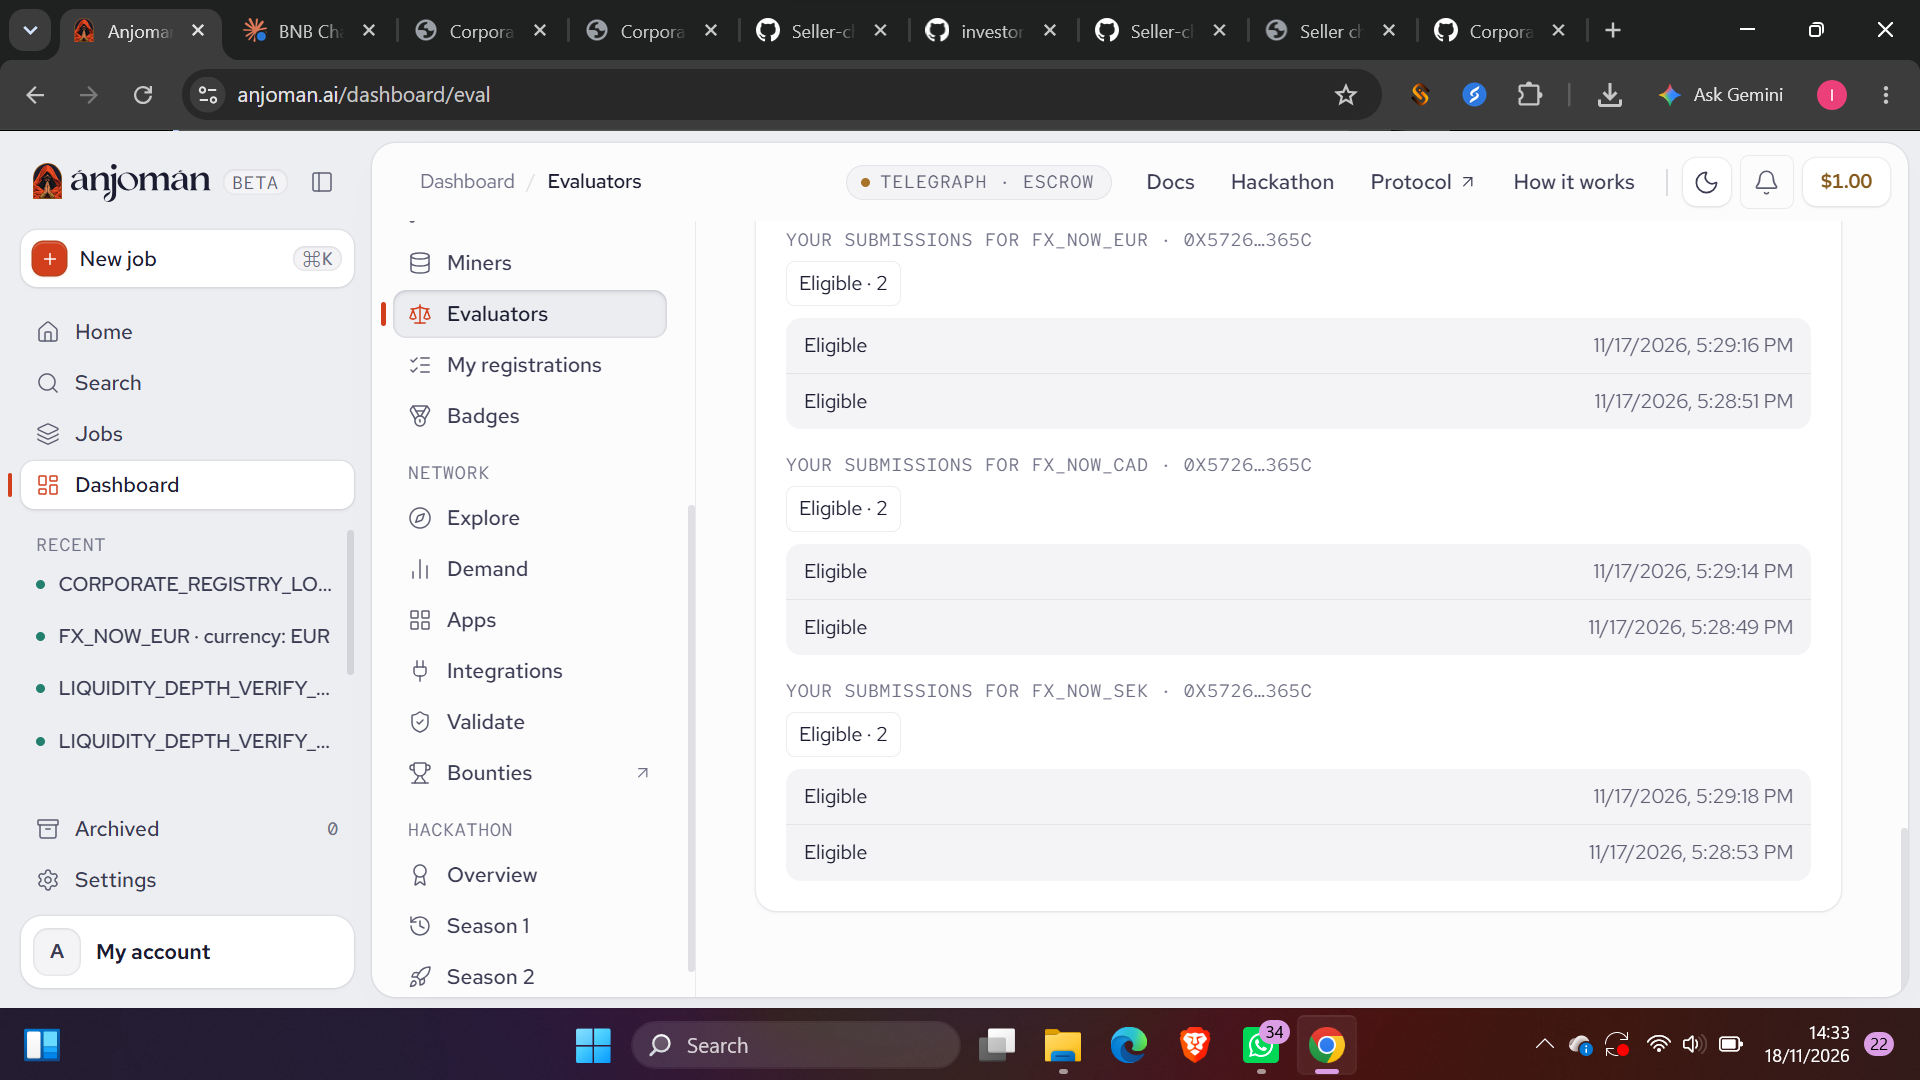 Anjoma
BNB Cha
Corpora
Corpora
Seller-ch
investor
Seller-ch
Seller ch
Corpora
anjoman.ai/dashboard/eval
Ask Gemini
I
anjoman
BETA
New job
⌘K
Home
Search
Jobs
Dashboard
RECENT
CORPORATE_REGISTRY_LO...
FX_NOW_EUR · currency: EUR
LIQUIDITY_DEPTH_VERIFY_...
LIQUIDITY_DEPTH_VERIFY_...
Archived
0
Settings
A
My account
Dashboard / Evaluators
TELEGRAPH · ESCROW
Docs
Hackathon
Protocol
How it works
$1.00
Miners
Evaluators
My registrations
Badges
NETWORK
Explore
Demand
Apps
Integrations
Validate
Bounties
HACKATHON
Overview
Season 1
Season 2
YOUR SUBMISSIONS FOR FX_NOW_EUR · 0X5726…365C
Eligible · 2
Eligible 11/17/2026, 5:29:16 PM
Eligible 11/17/2026, 5:28:51 PM
YOUR SUBMISSIONS FOR FX_NOW_CAD · 0X5726…365C
Eligible · 2
Eligible 11/17/2026, 5:29:14 PM
Eligible 11/17/2026, 5:28:49 PM
YOUR SUBMISSIONS FOR FX_NOW_SEK · 0X5726…365C
Eligible · 2
Eligible 11/17/2026, 5:29:18 PM
Eligible 11/17/2026, 5:28:53 PM
Search
34
14:33
18/11/2026
22